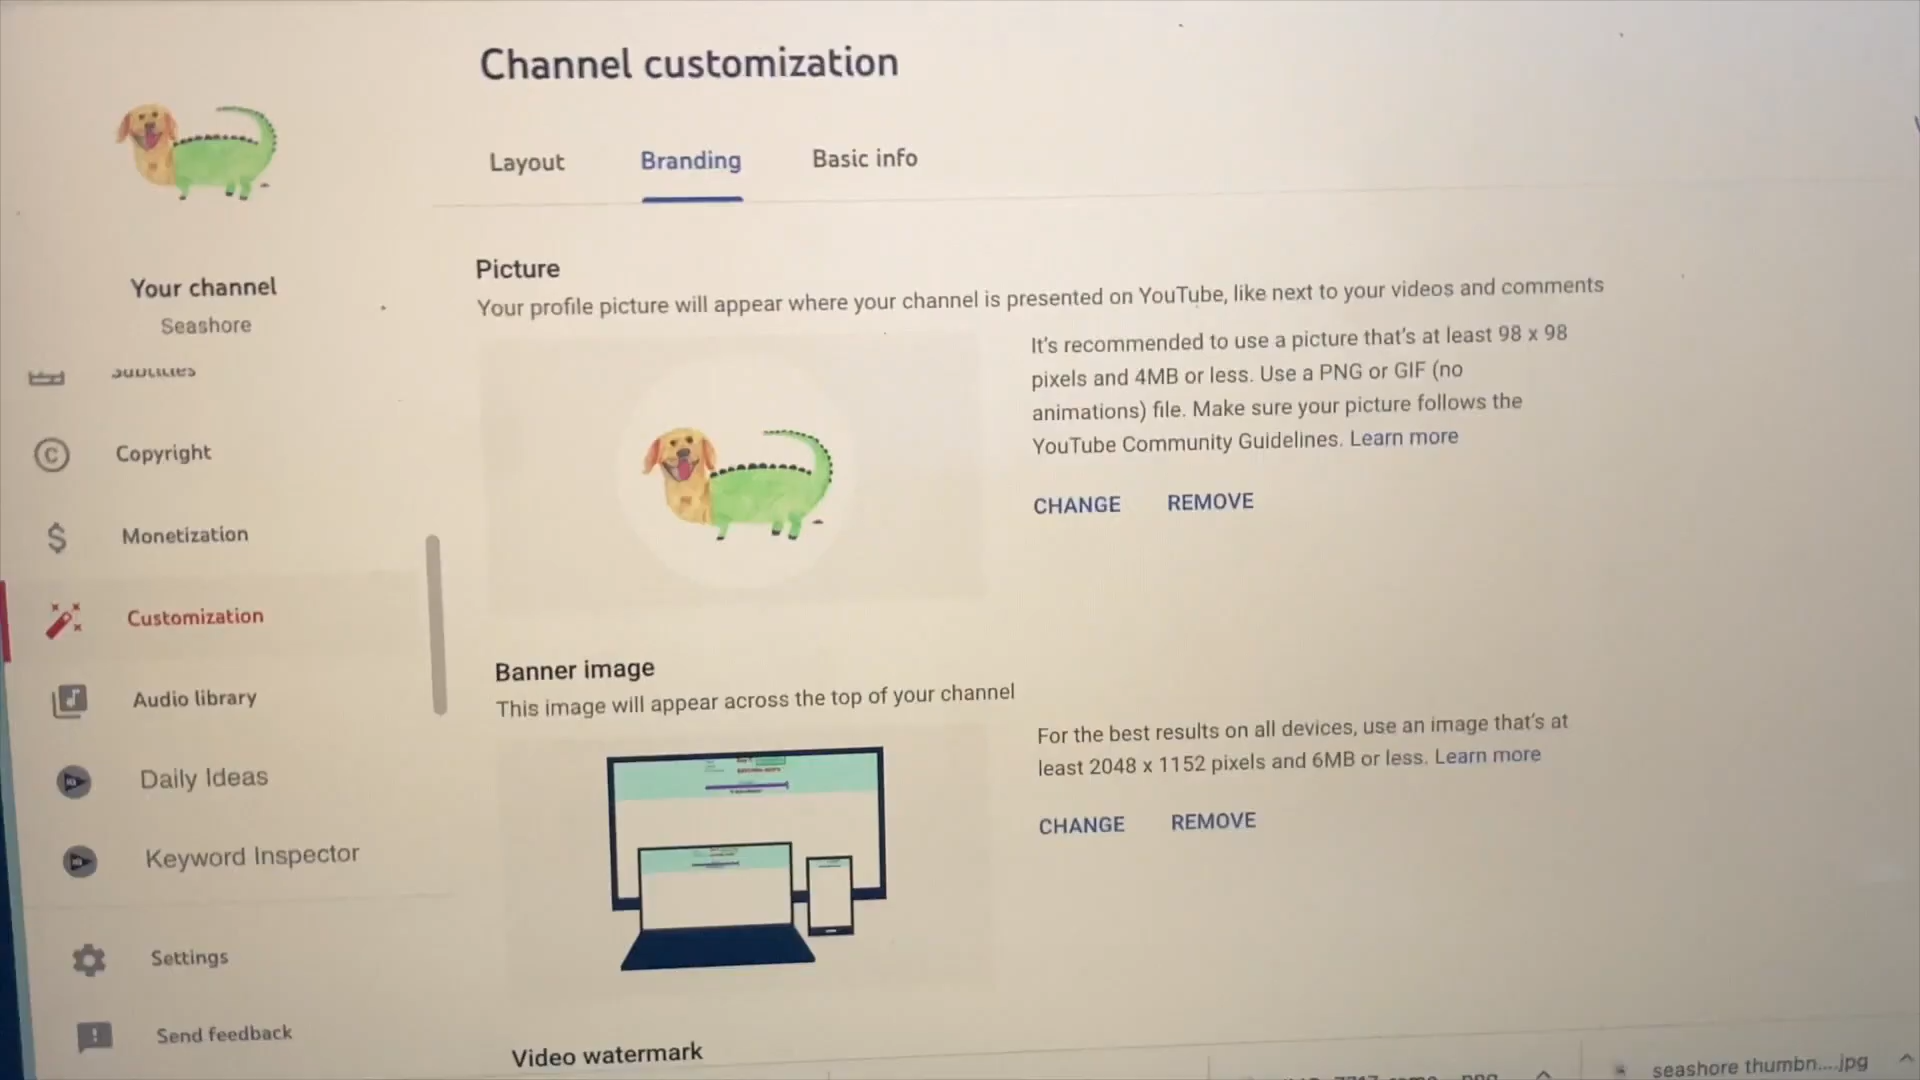 Channel customization
Layout
Branding
Basic info
Your channel
Seashore
Subtitles
Copyright
Monetization
Customization
Audio library
Daily Ideas
Keyword Inspector
Settings
Send feedback
Picture
Your profile picture will appear where your channel is presented on YouTube, like next to your videos and comments
It's recommended to use a picture that's at least 98 x 98
pixels and 4MB or less. Use a PNG or GIF (no
animations) file. Make sure your picture follows the
YouTube Community Guidelines. Learn more
CHANGE
REMOVE
Banner image
This image will appear across the top of your channel
For the best results on all devices, use an image that's at
least 2048 x 1152 pixels and 6MB or less. Learn more
CHANGE
REMOVE
Video watermark
seashore thumbn....jpg